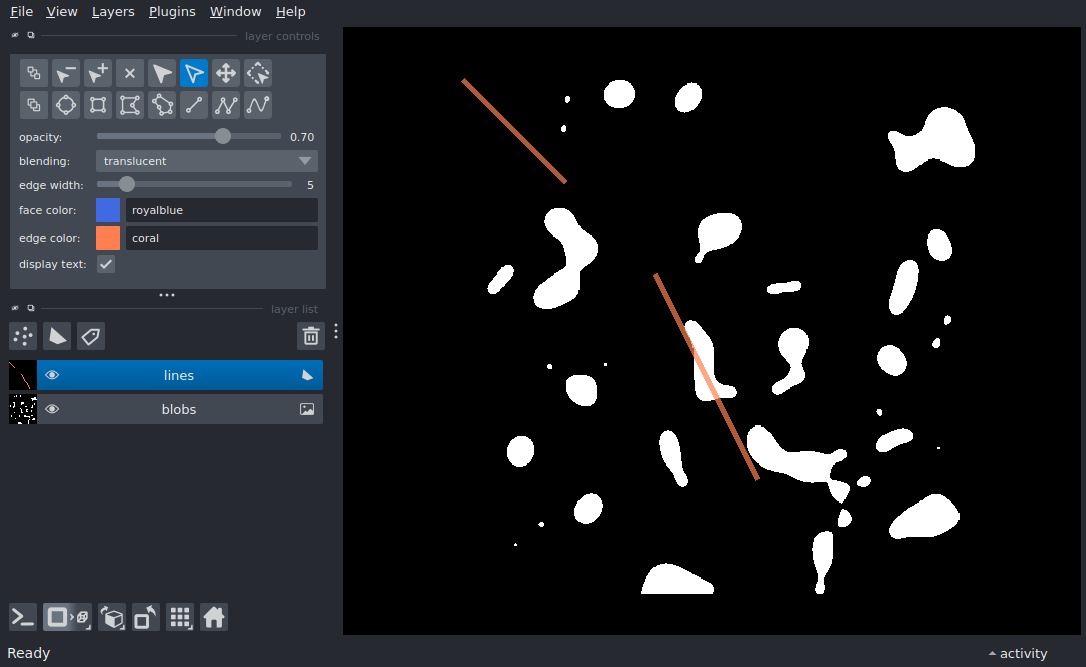 File View Layers Plugins Window Help
layer controls
opacity: 0.70
blending: translucent
edge width: 5
face color: royalblue
edge color: coral
display text:
layer list
lines
blobs
Ready
activity